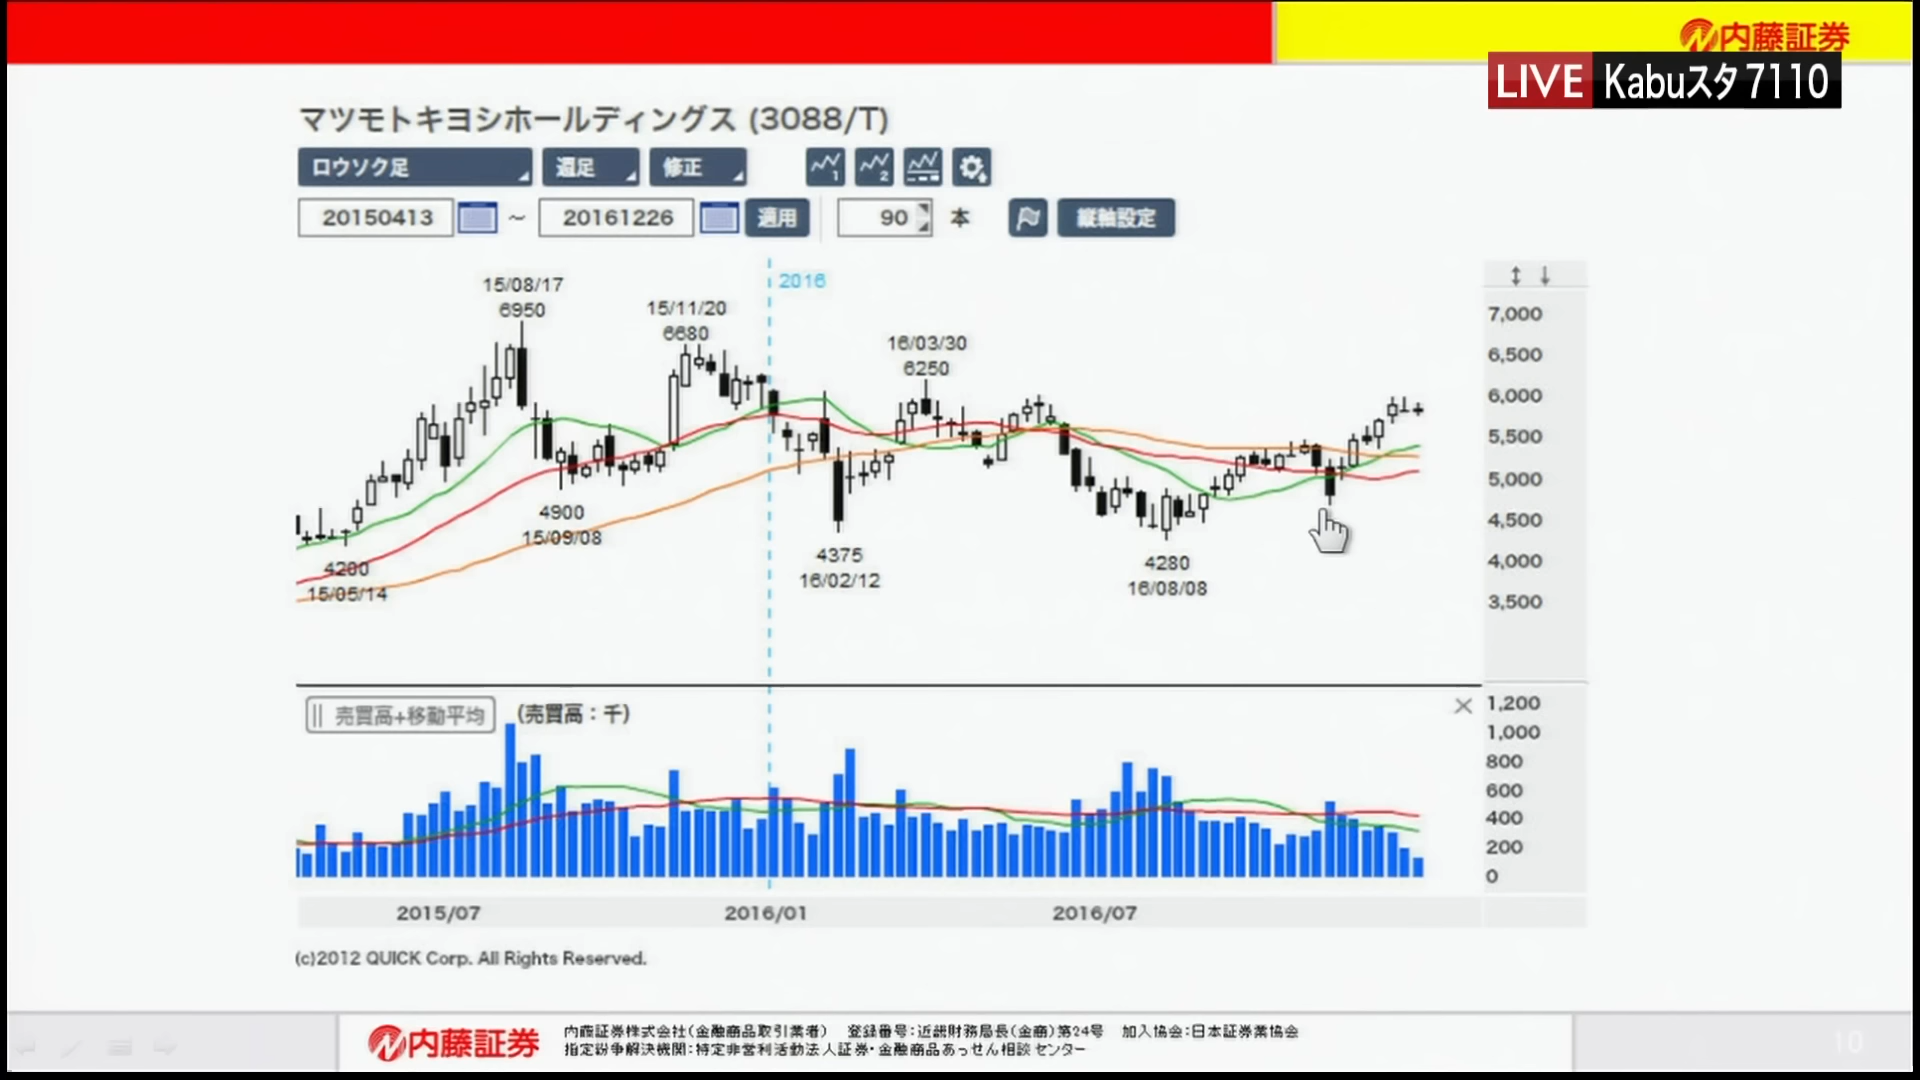 内藤証券
LIVE Kabuスタ 7110
マツモトキヨシホールディングス (3088/T)
ロウソク足 週足 修正
1 2
20150413 ~ 20161226 適用 90 本 縦軸設定
2016
15/08/17
6950
15/11/20
6680
16/03/30
6250
4200
15/05/14
4900
15/09/08
4375
16/02/12
4280
16/08/08
7,000
6,500
6,000
5,500
5,000
4,500
4,000
3,500
売買高+移動平均 (売買高:千)
1,200
1,000
800
600
400
200
0
2015/07 2016/01 2016/07
(c)2012 QUICK Corp. All Rights Reserved.
内藤証券
内藤証券株式会社(金融商品取引業者) 登録番号:近畿財務局長(金商)第24号 加入協会:日本証券業協会
指定紛争解決機関:特定非営利活動法人証券・金融商品あっせん相談センター
10